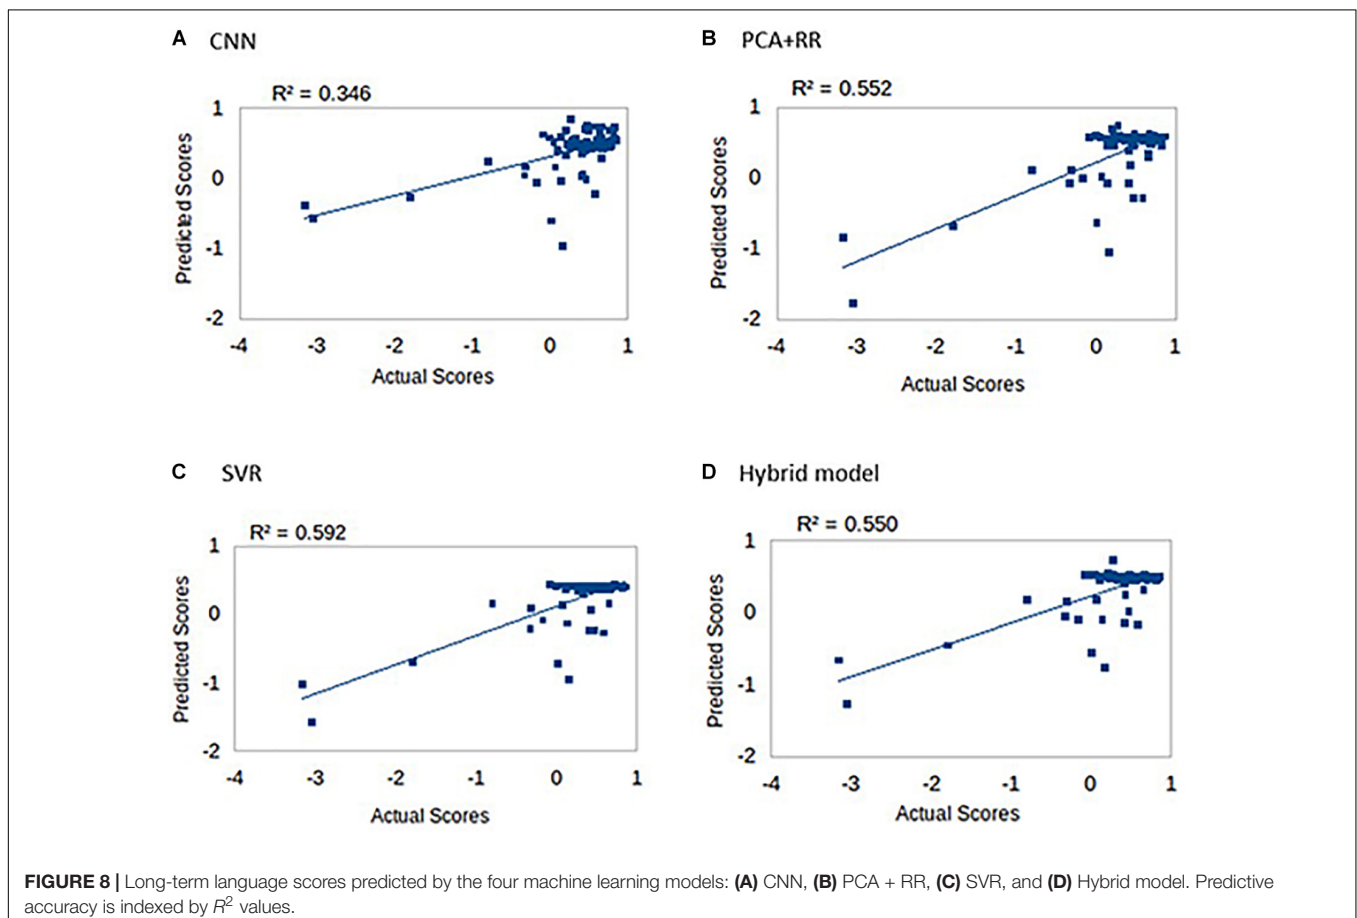 A CNN
R² = 0.346
1
0
-1
-2
Predicted Scores
-4 -3 -2 -1 0 1
Actual Scores
B PCA+RR
R² = 0.552
1
0
-1
-2
Predicted Scores
-4 -3 -2 -1 0 1
Actual Scores
C SVR
R² = 0.592
1
0
-1
-2
Predicted Scores
-4 -3 -2 -1 0 1
Actual Scores
D Hybrid model
R² = 0.550
1
0
-1
-2
Predicted Scores
-4 -3 -2 -1 0 1
Actual Scores
FIGURE 8 | Long-term language scores predicted by the four machine learning models: (A) CNN, (B) PCA + RR, (C) SVR, and (D) Hybrid model. Predictive
accuracy is indexed by R² values.